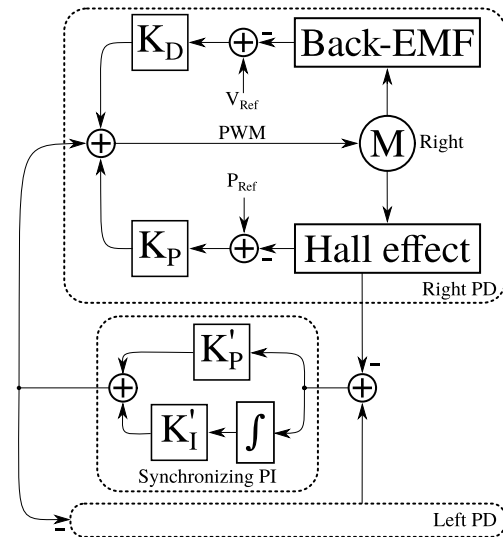 K_D
Back-EMF
V_Ref
PWM
M
Right
P_Ref
K_P
Hall effect
Right PD
K'_P
K'_I
∫
Synchronizing PI
Left PD